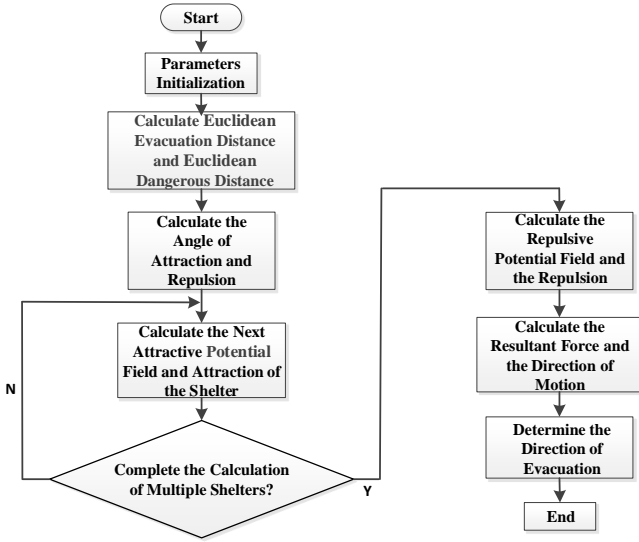 Start
Parameters
Initialization
Calculate Euclidean
Evacuation Distance
and Euclidean
Dangerous Distance
Calculate the
Angle of
Attraction and
Repulsion
Calculate the Next
Attractive Potential
Field and Attraction of
the Shelter
N
Complete the Calculation
of Multiple Shelters?
Y
Calculate the
Repulsive
Potential Field and
the Repulsion
Calculate the
Resultant Force and
the Direction of
Motion
Determine the
Direction of
Evacuation
End